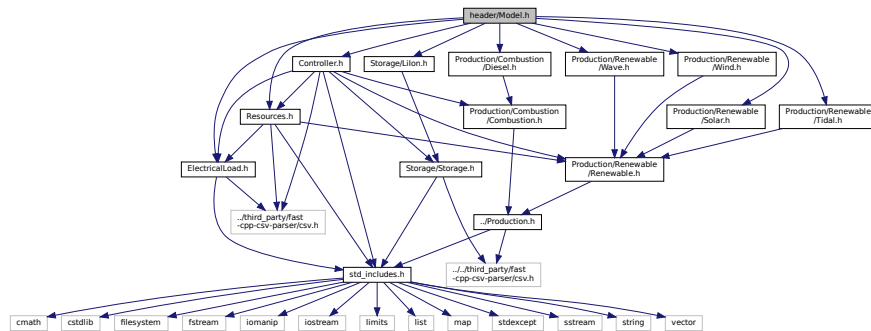 header/Model.h
Controller.h
Storage/LiIon.h
Production/Combustion
/Diesel.h
Production/Renewable
/Wave.h
Production/Renewable
/Wind.h
Resources.h
Production/Combustion
/Combustion.h
Production/Renewable
/Solar.h
Production/Renewable
/Tidal.h
ElectricalLoad.h
Storage/Storage.h
Production/Renewable
/Renewable.h
../third_party/fast
-cpp-csv-parser/csv.h
../Production.h
std_includes.h
../../third_party/fast
-cpp-csv-parser/csv.h
cmath
cstdlib
filesystem
fstream
iomanip
iostream
limits
list
map
stdexcept
sstream
string
vector